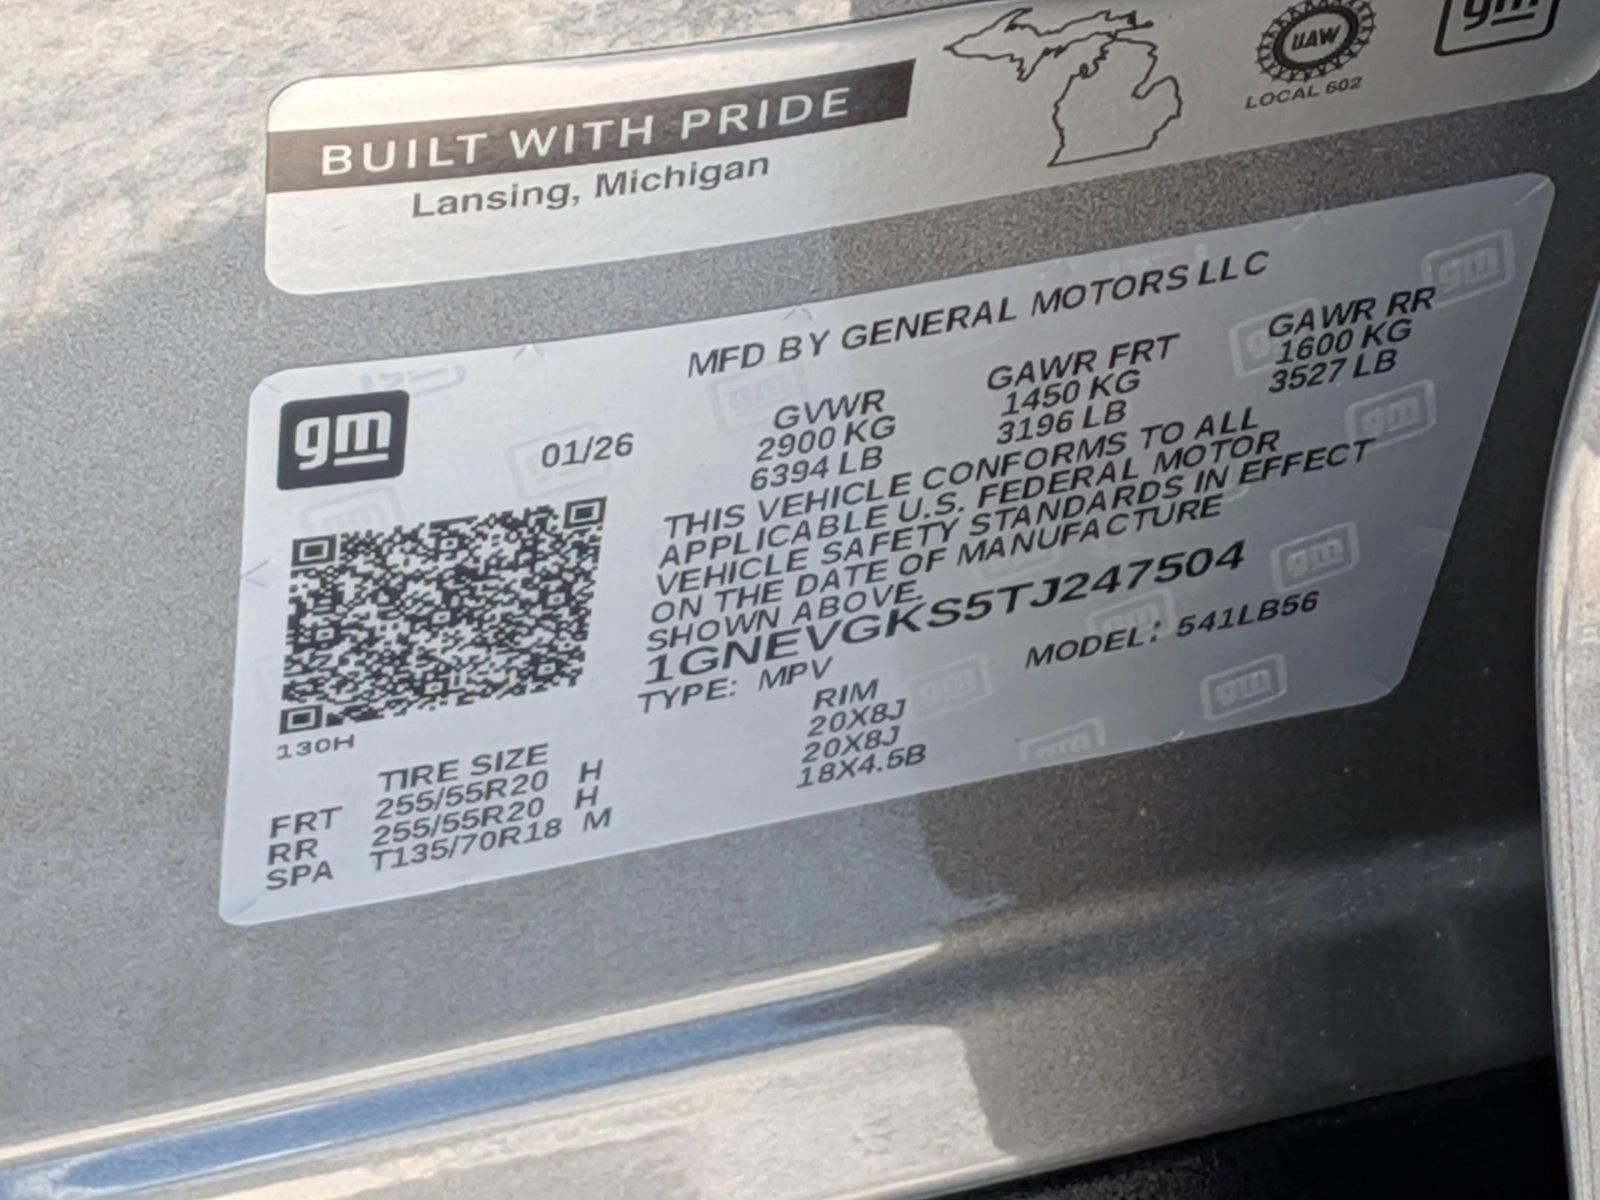 BUILT WITH PRIDE
Lansing, Michigan
UAW
LOCAL 602
gm
MFD BY GENERAL MOTORS LLC
gm
01/26
GVWR GAWR FRT GAWR RR
2900 KG 1450 KG 1600 KG
6394 LB 3196 LB 3527 LB
THIS VEHICLE CONFORMS TO ALL
APPLICABLE U.S. FEDERAL MOTOR
VEHICLE SAFETY STANDARDS IN EFFECT
ON THE DATE OF MANUFACTURE
SHOWN ABOVE.
1GNEVGKS5TJ247504
TYPE: MPV MODEL: 541LB56
130H
TIRE SIZE RIM
FRT 255/55R20 H 20X8J
RR 255/55R20 H 20X8J
SPA T135/70R18 M 18X4.5B